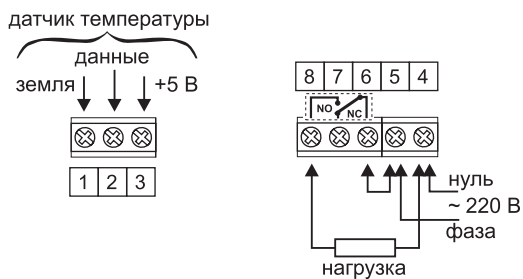 датчик температуры
данные
земля
+5 В
1 2 3
8 7 6 5 4
NO
NC
нуль
~ 220 В
фаза
нагрузка